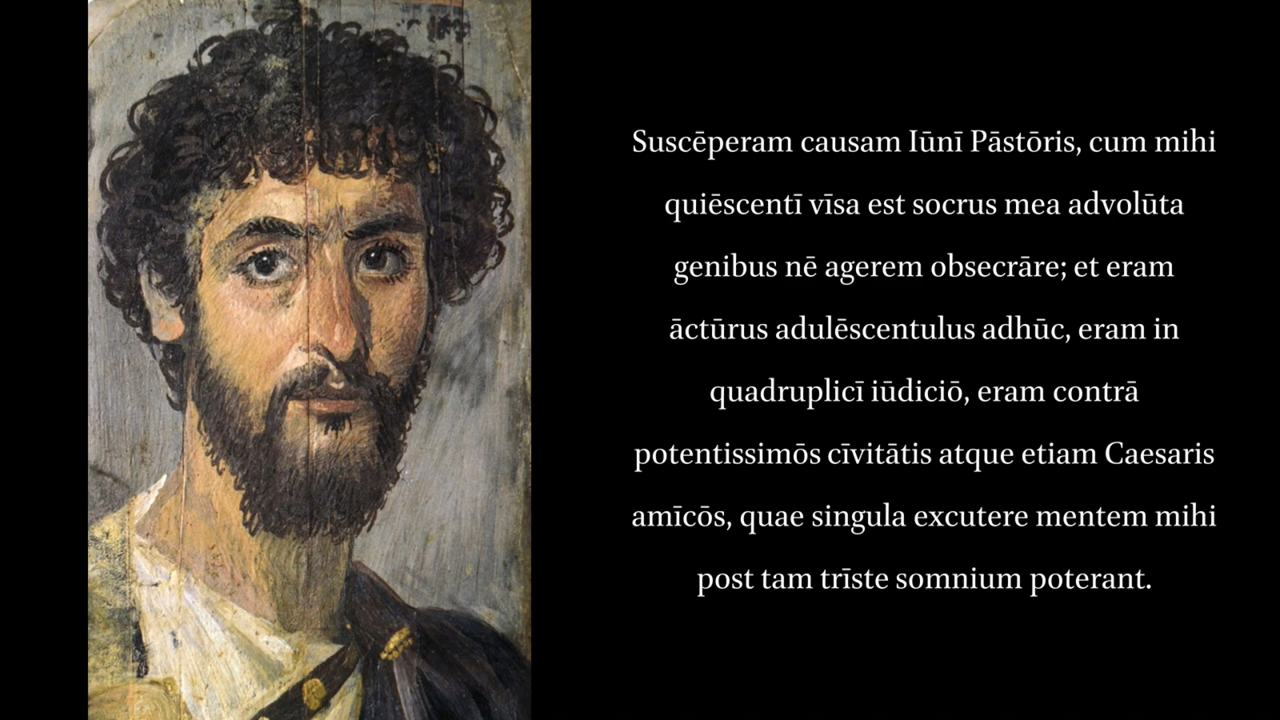 Suscēperam causam Iūnī Pāstōris, cum mihi
quiēscentī vīsa est socrus mea advolūta
genibus nē agerem obsecrāre; et eram
āctūrus adulēscentulus adhūc, eram in
quadruplicī iūdiciō, eram contrā
potentissimōs cīvitātis atque etiam Caesaris
amīcōs, quae singula excutere mentem mihi
post tam trīste somnium poterant.